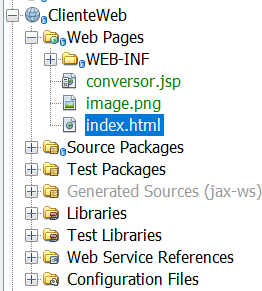 ClienteWeb
Web Pages
WEB-INF
conversor.jsp
image.png
index.html
Source Packages
Test Packages
Generated Sources (jax-ws)
Libraries
Test Libraries
Web Service References
Configuration Files